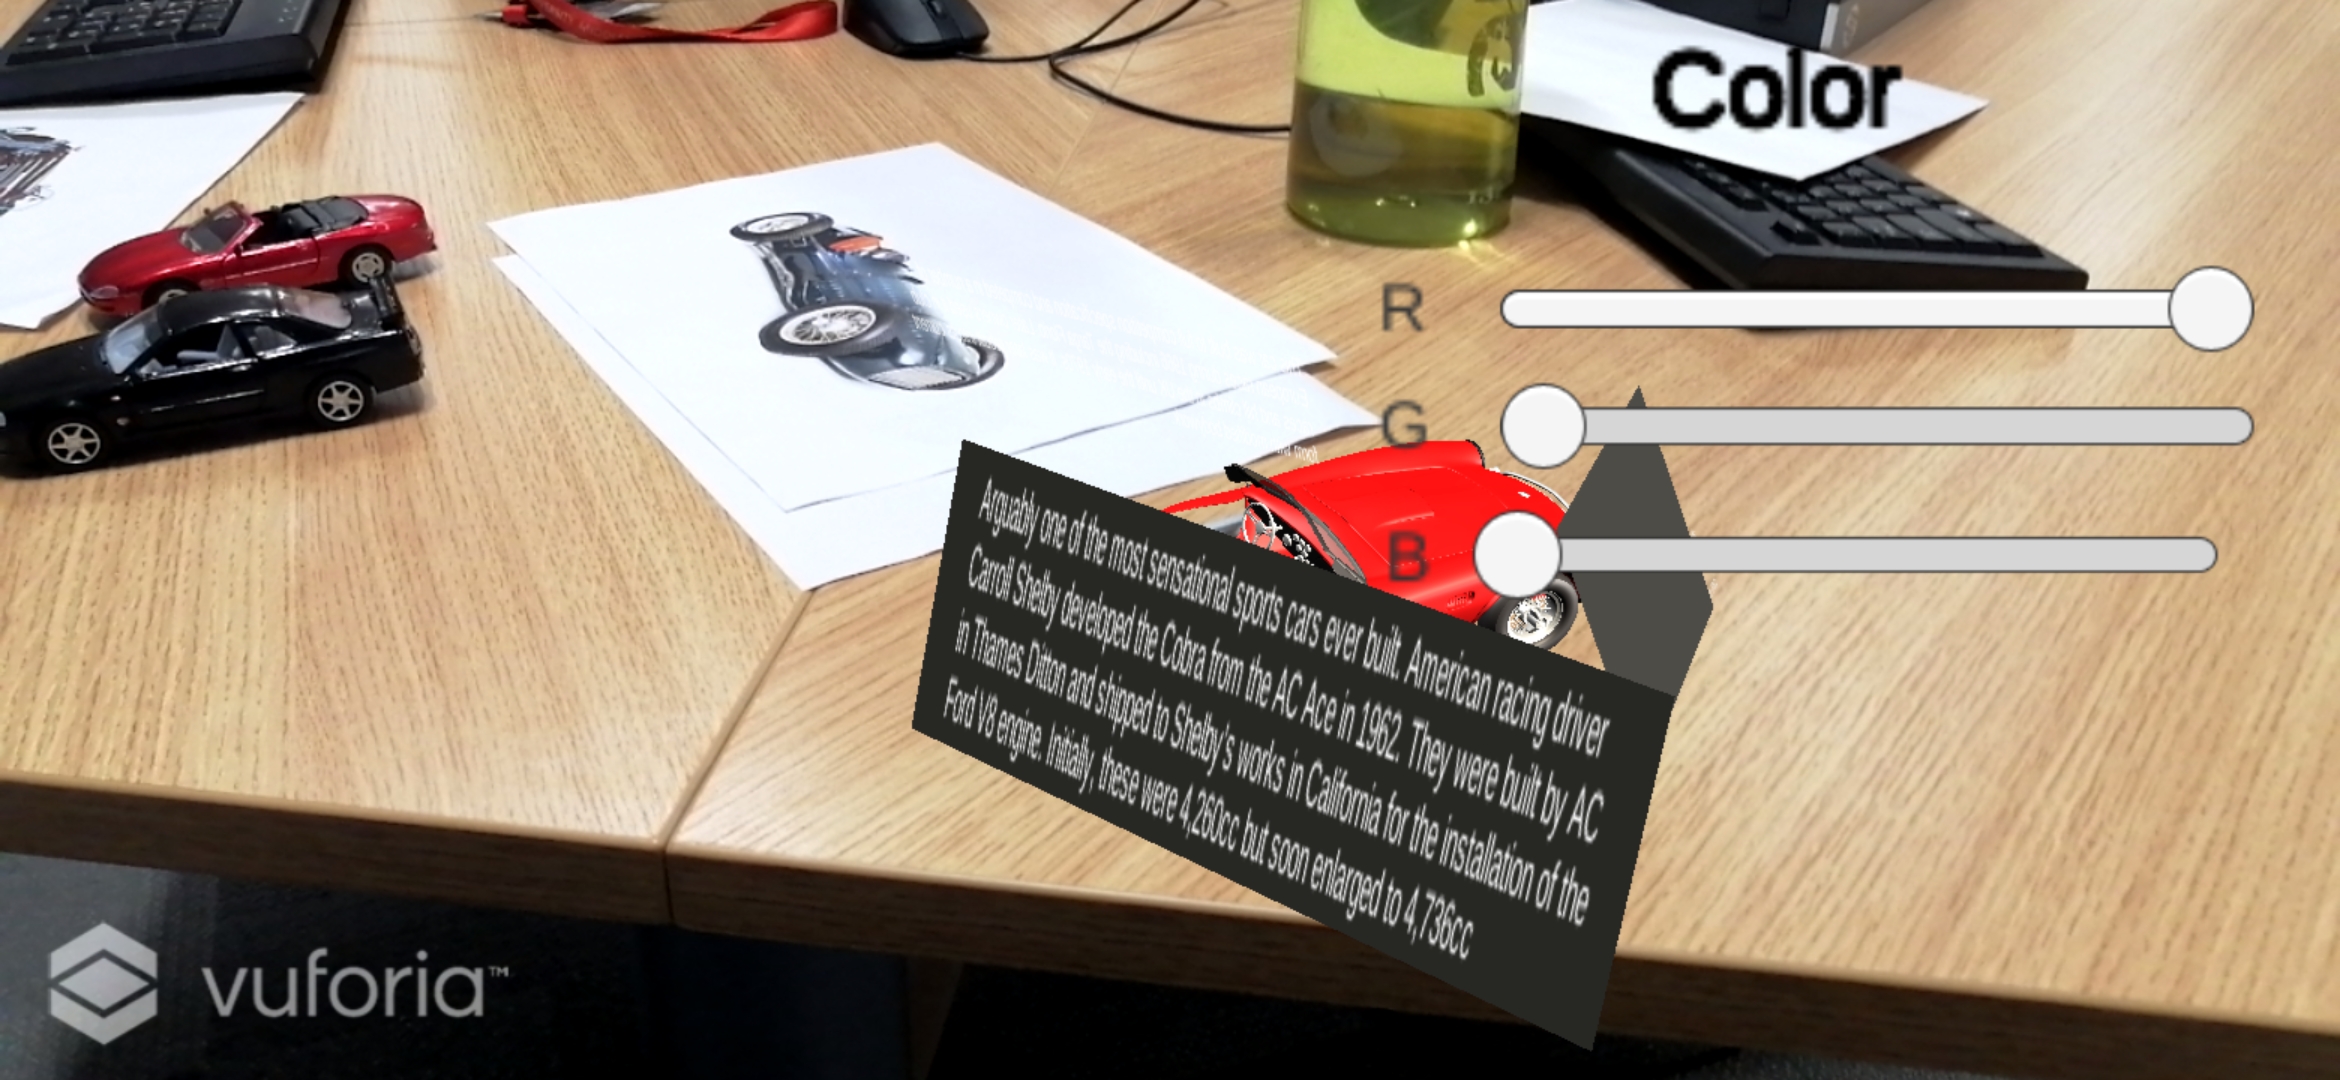 Color
R
G
B
Arguably one of the most sensational sports cars ever built. American racing driver
Carroll Shelby developed the Cobra from the AC Ace in 1962. They were built by AC
in Thames Ditton and shipped to Shelby's works in California for the installation of the
Ford V8 engine. Initially, these were 4,260cc but soon enlarged to 4,736cc
vuforia™